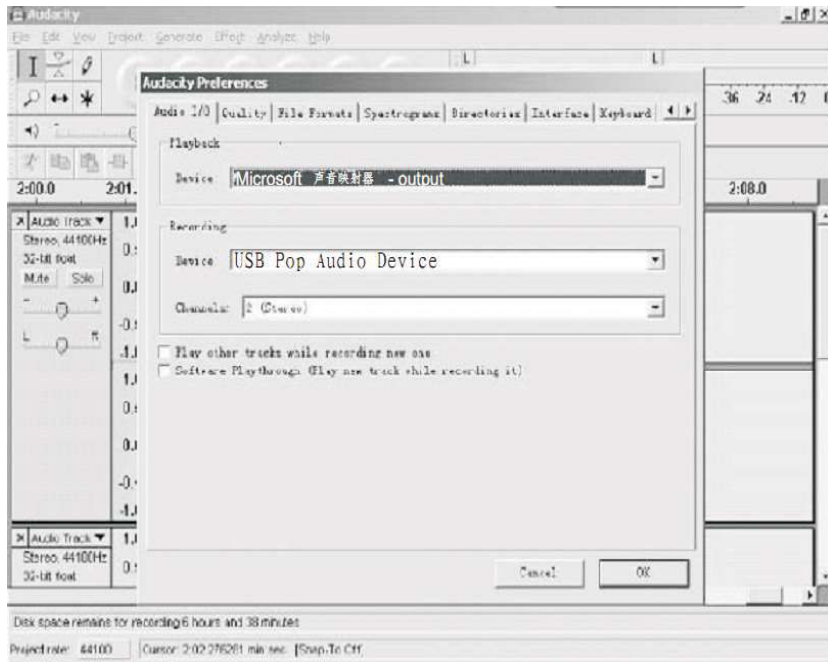 Audacity
File Edit View Project Generate Effect Analyze Help
L
L
Audacity Preferences
Audio I/O Quality File Formats Spectrograms Directories Interface Keyboard
-36 -24 -12
Playback
Device Microsoft 声音映射器 - output
2:00.0 2:01. 2:08.0
Recording
Device USB Pop Audio Device
Channels: 2 (Stereo)
Play other tracks while recording new one
Software Playthrough (Play new track while recording it)
Audio Track
Stereo, 44100Hz
32-bit float
Mute Solo
- +
L R
Audio Track
Stereo, 44100Hz
32-bit float
Cancel OK
Disk space remains for recording 6 hours and 38 minutes
Project rate: 44100 Cursor: 2:02.276281 min:sec [Snap-To Off]